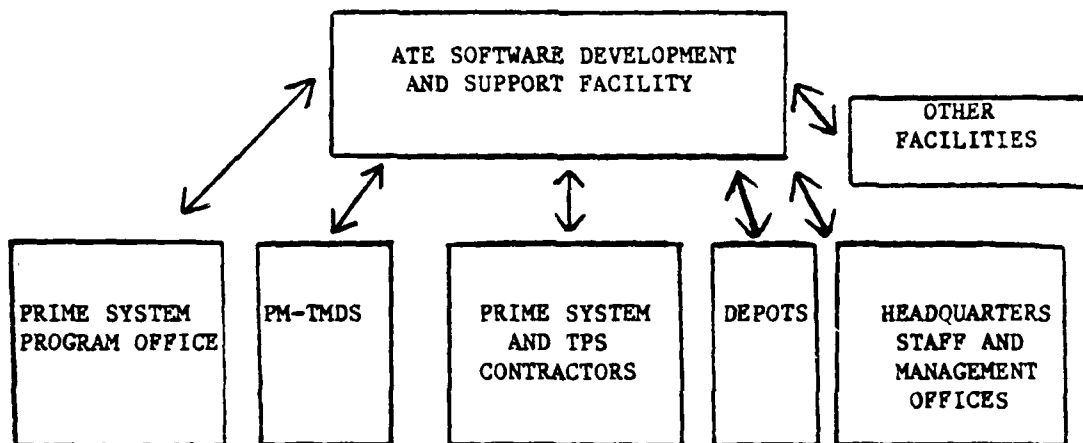 ATE SOFTWARE DEVELOPMENT
AND SUPPORT FACILITY
OTHER
FACILITIES
PRIME SYSTEM
PROGRAM OFFICE
PM-TMDS
PRIME SYSTEM
AND TPS
CONTRACTORS
DEPOTS
HEADQUARTERS
STAFF AND
MANAGEMENT
OFFICES